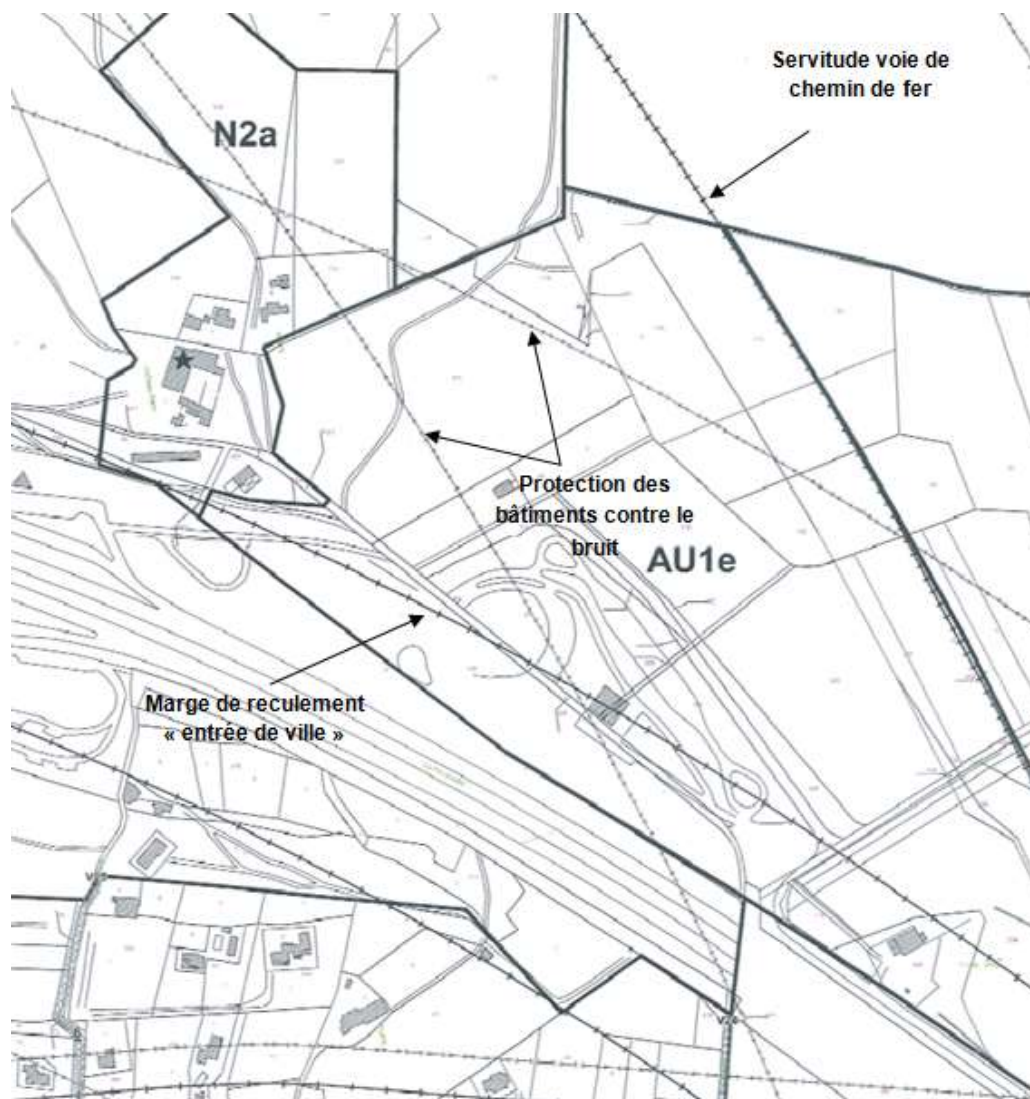 Servitude voie de
chemin de fer
N2a
Protection des
bâtiments contre le
bruit
AU1e
Marge de reculement
« entrée de ville »